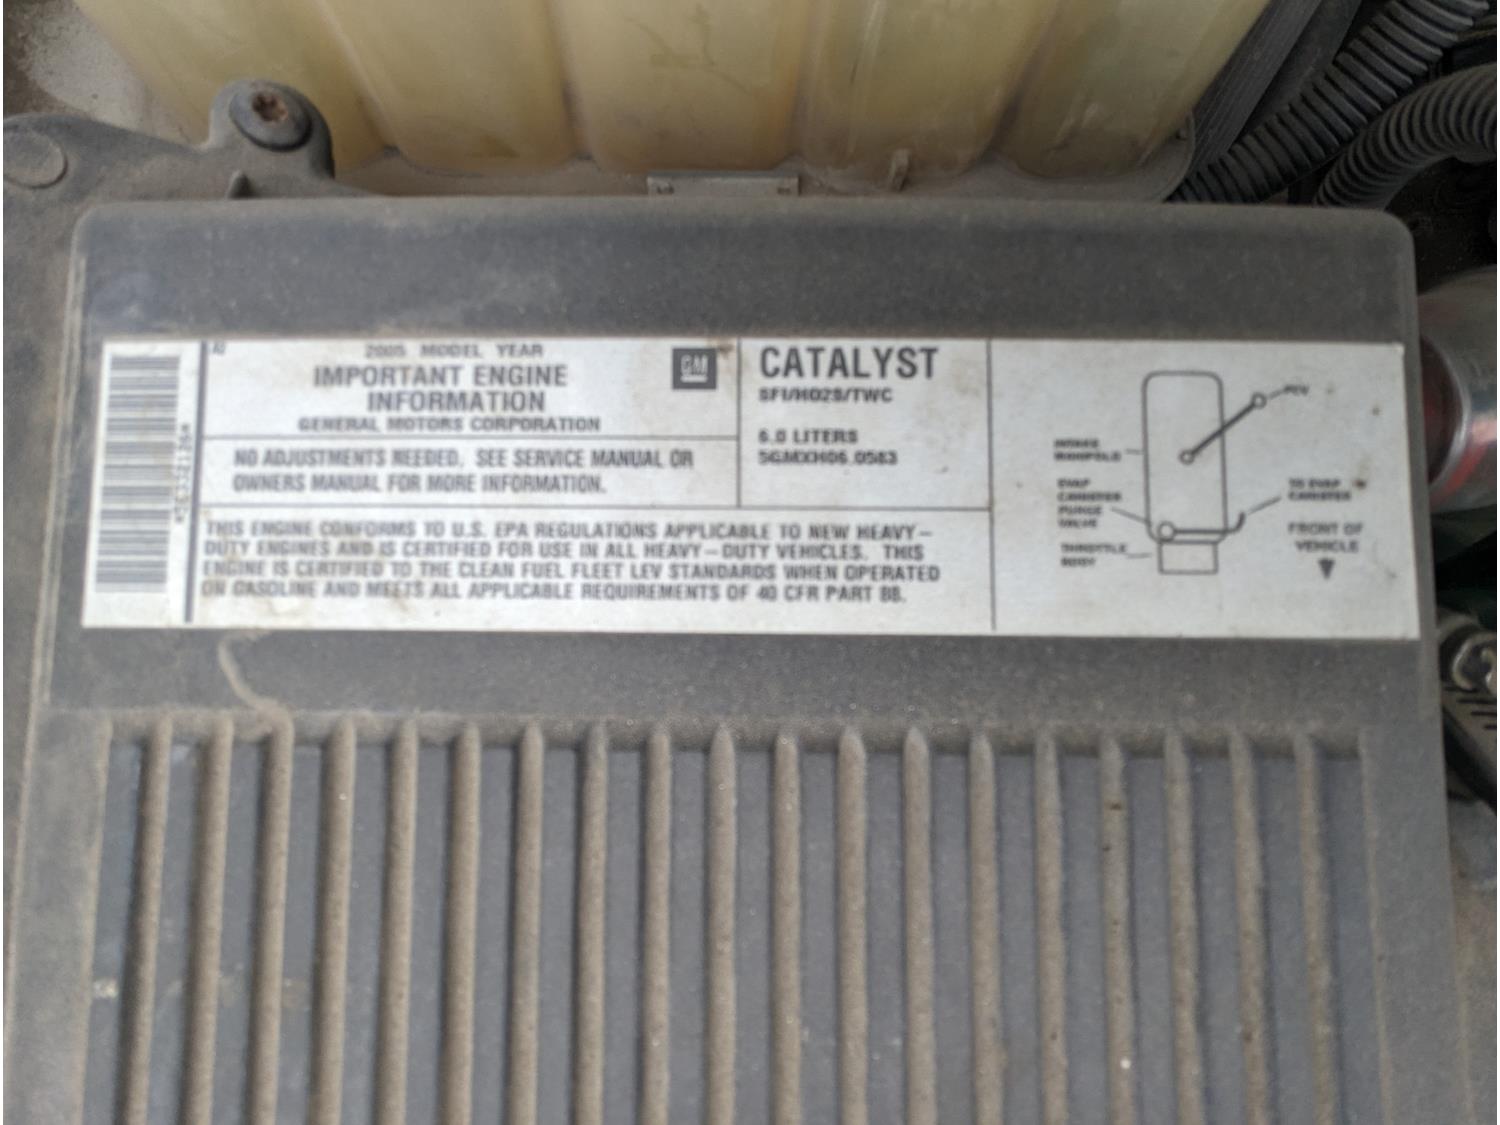 2005 MODEL YEAR
IMPORTANT ENGINE
INFORMATION
GENERAL MOTORS CORPORATION
GM
NO ADJUSTMENTS NEEDED. SEE SERVICE MANUAL OR
OWNERS MANUAL FOR MORE INFORMATION.
CATALYST
SFI/HO2S/TWC
6.0 LITERS
5GMXH06.0583
THIS ENGINE CONFORMS TO U.S. EPA REGULATIONS APPLICABLE TO NEW HEAVY–
DUTY ENGINES AND IS CERTIFIED FOR USE IN ALL HEAVY–DUTY VEHICLES. THIS
ENGINE IS CERTIFIED TO THE CLEAN FUEL FLEET LEV STANDARDS WHEN OPERATED
ON GASOLINE AND MEETS ALL APPLICABLE REQUIREMENTS OF 40 CFR PART 88.
PCV
INTAKE
MANIFOLD
EVAP
CANISTER
PURGE
VALVE
THROTTLE
BODY
TO EVAP
CANISTER
FRONT OF
VEHICLE